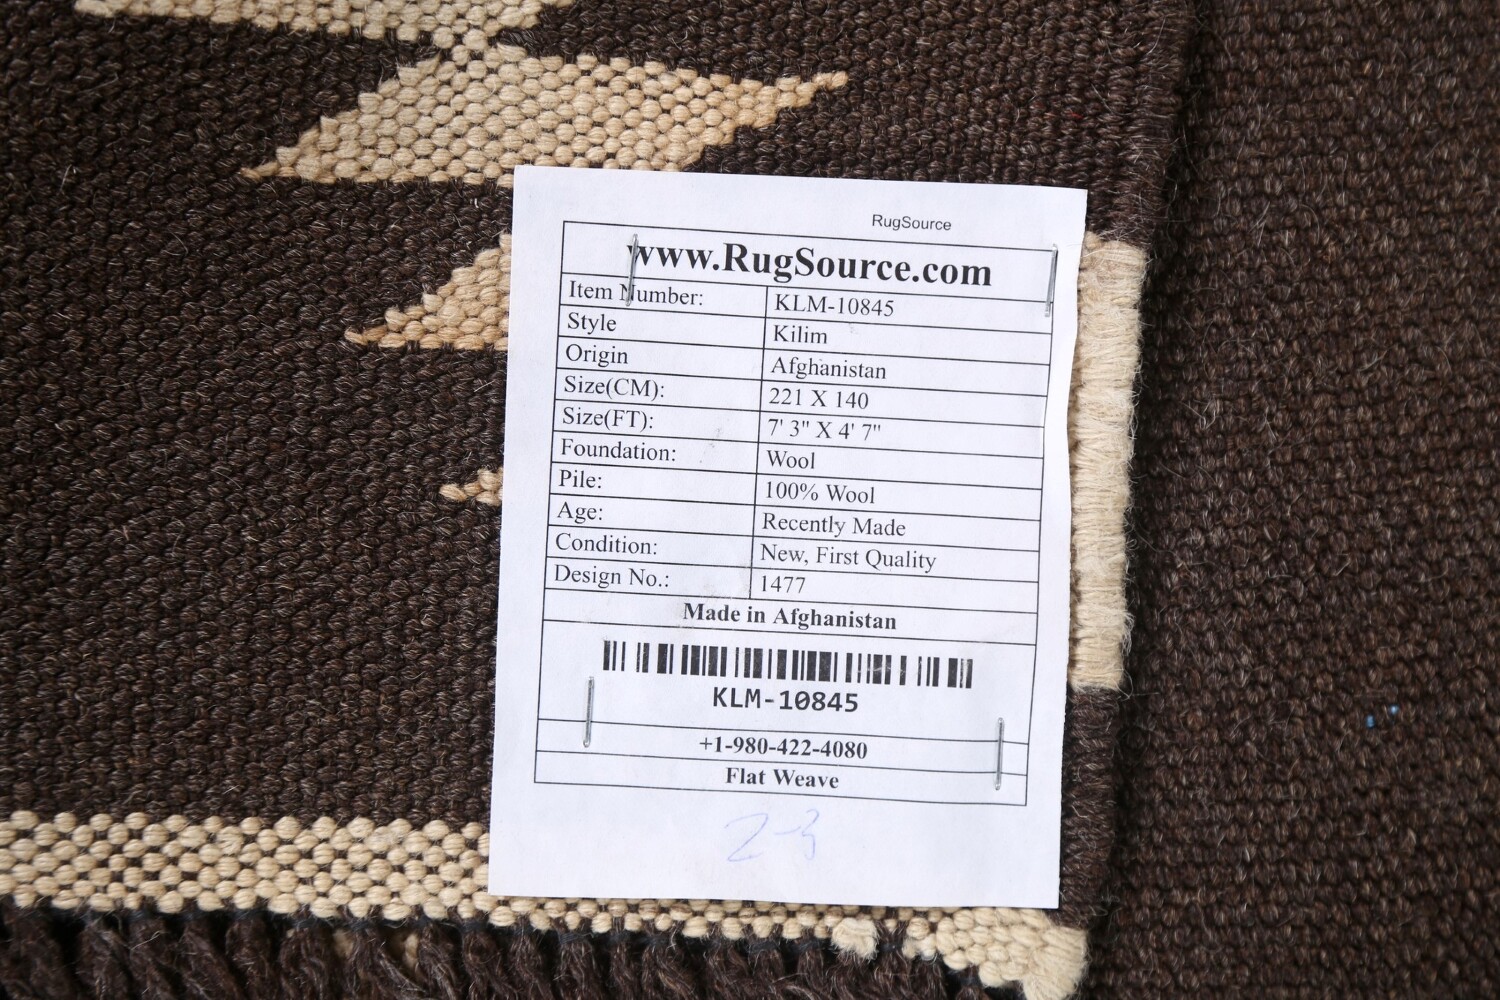 RugSource
www.RugSource.com
Item Number: KLM-10845
Style Kilim
Origin Afghanistan
Size(CM): 221 X 140
Size(FT): 7' 3" X 4' 7"
Foundation: Wool
Pile: 100% Wool
Age: Recently Made
Condition: New, First Quality
Design No.: 1477
Made in Afghanistan
KLM-10845
+1-980-422-4080
Flat Weave
2-3